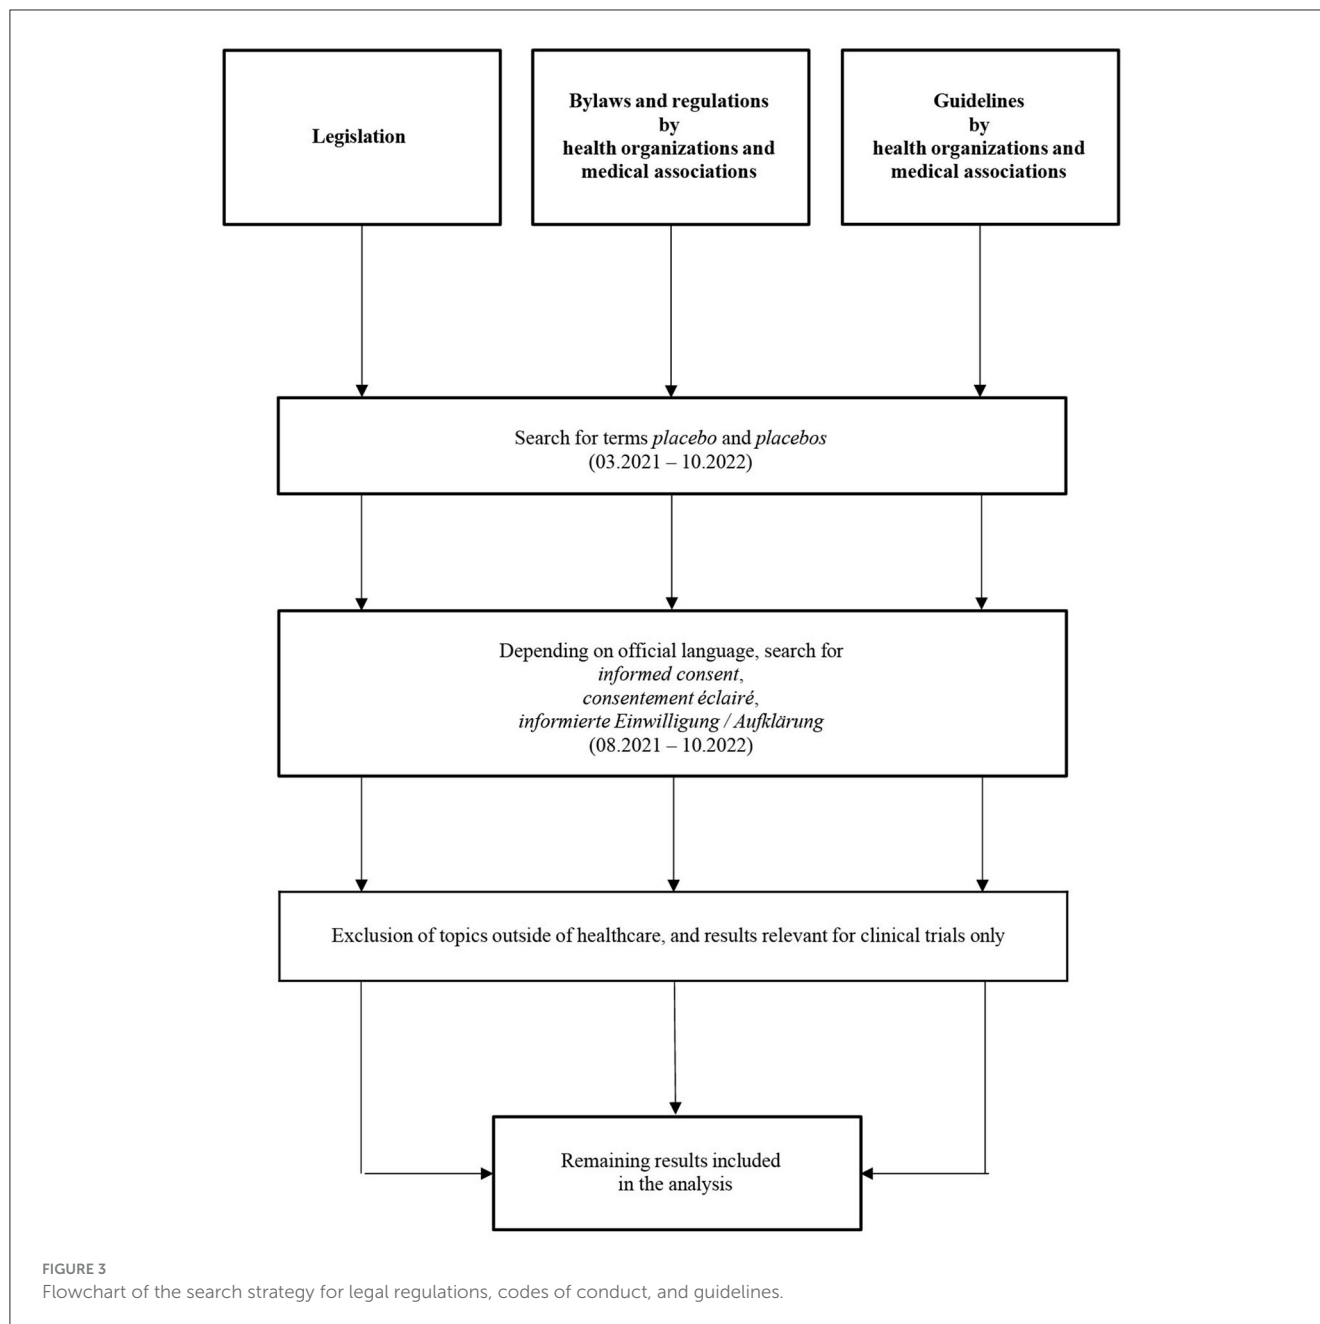 Legislation
Bylaws and regulations
by
health organizations and
medical associations
Guidelines
by
health organizations and
medical associations
Search for terms placebo and placebos
(03.2021 – 10.2022)
Depending on official language, search for
informed consent,
consentement éclairé,
informierte Einwilligung / Aufklärung
(08.2021 – 10.2022)
Exclusion of topics outside of healthcare, and results relevant for clinical trials only
Remaining results included
in the analysis
FIGURE 3
Flowchart of the search strategy for legal regulations, codes of conduct, and guidelines.